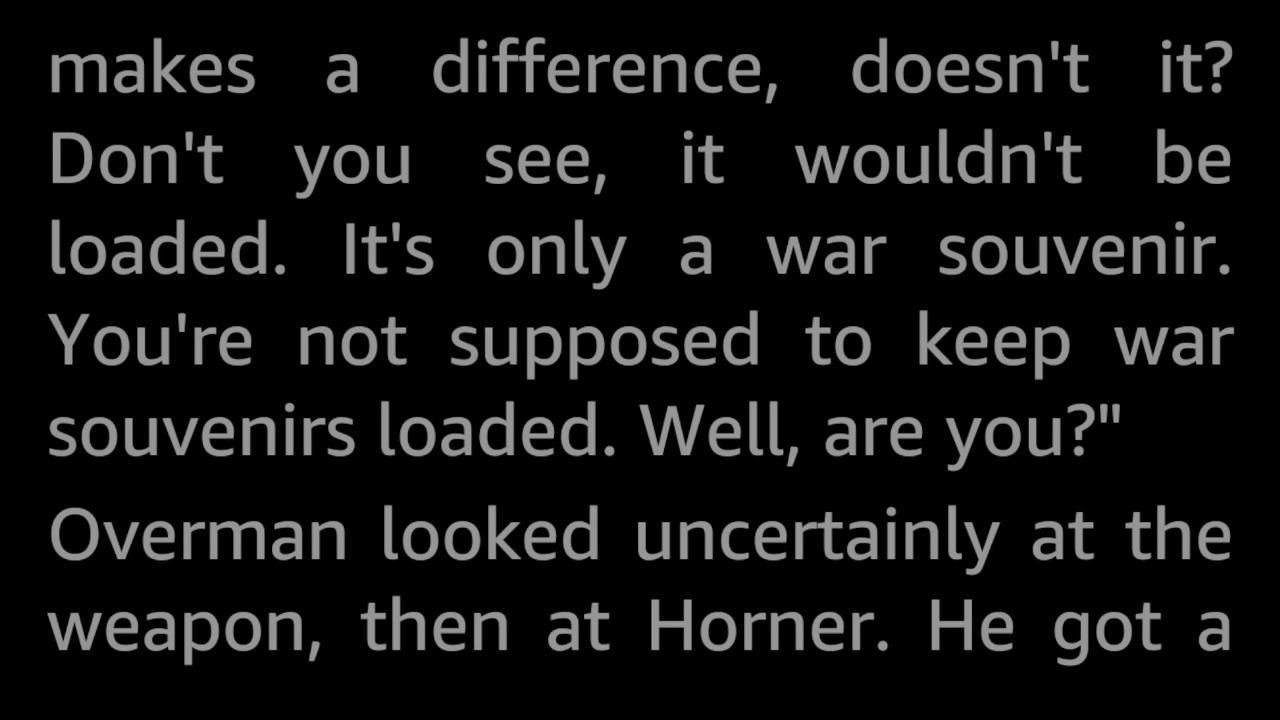 makes a difference, doesn't it?
Don't you see, it wouldn't be
loaded. It's only a war souvenir.
You're not supposed to keep war
souvenirs loaded. Well, are you?"
Overman looked uncertainly at the
weapon, then at Horner. He got a